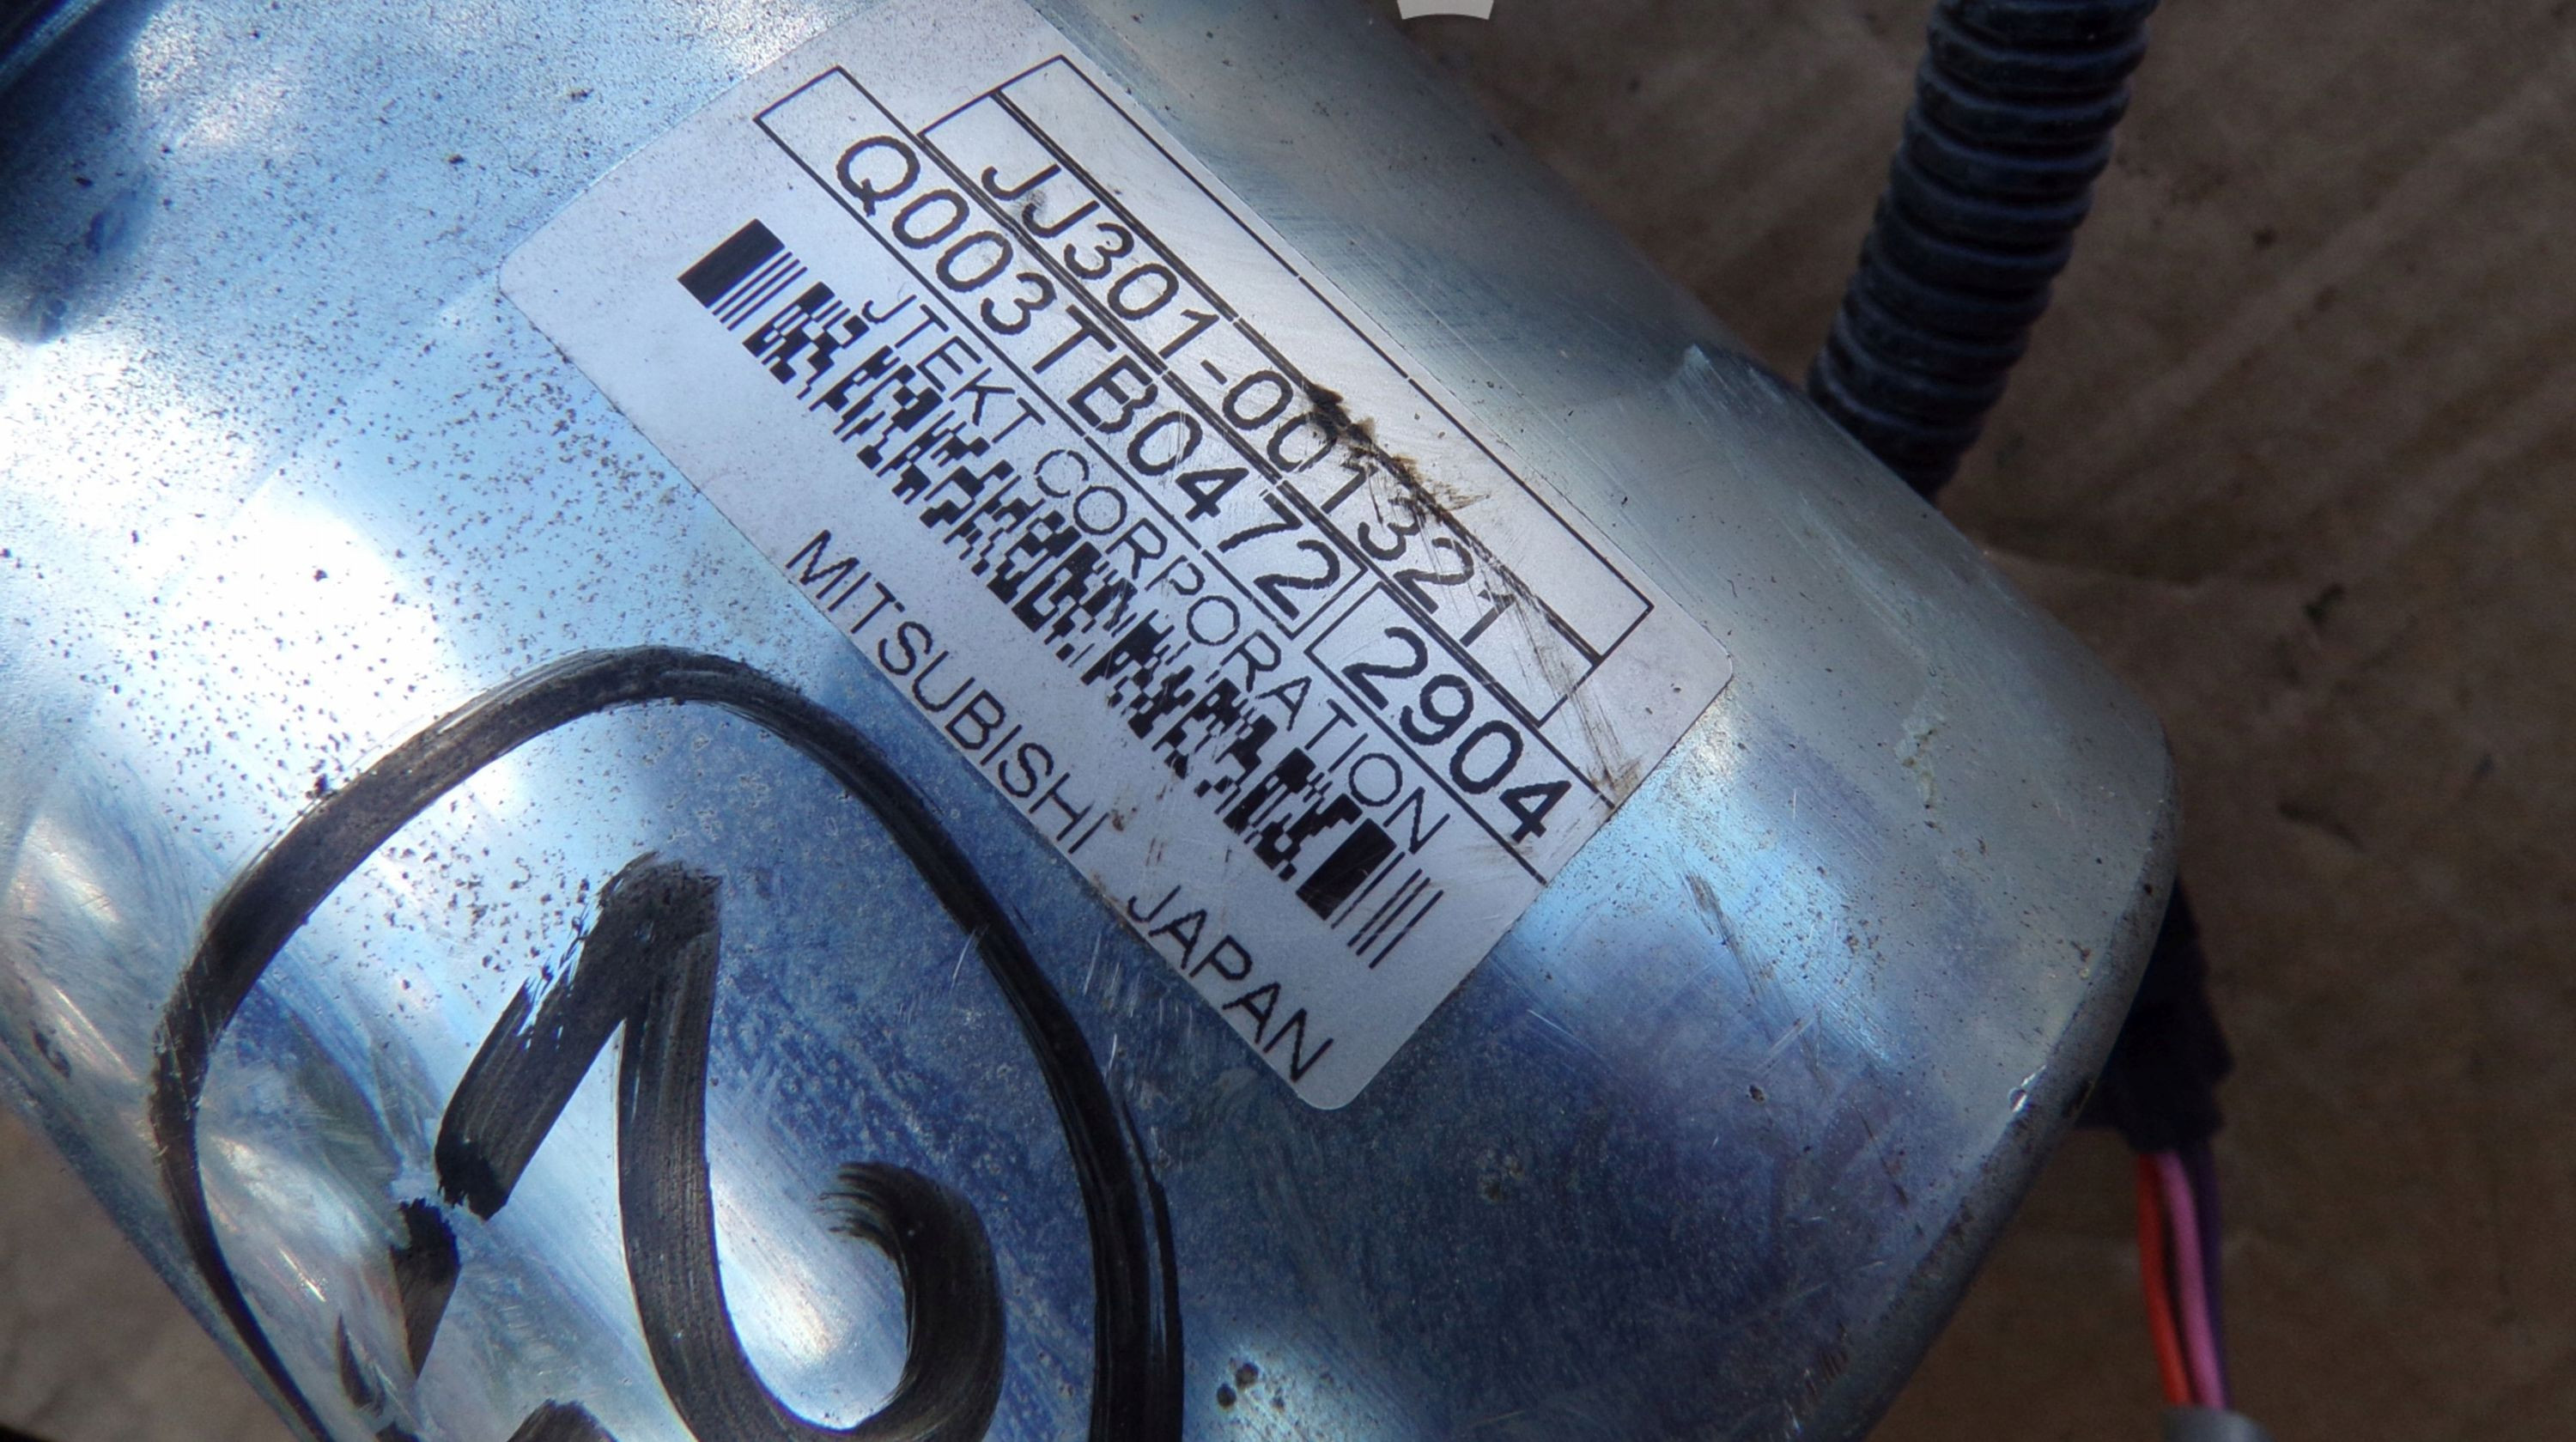 JJ301-001321
Q003TB0472 2904
JTEKT CORPORATION
MITSUBISHI JAPAN